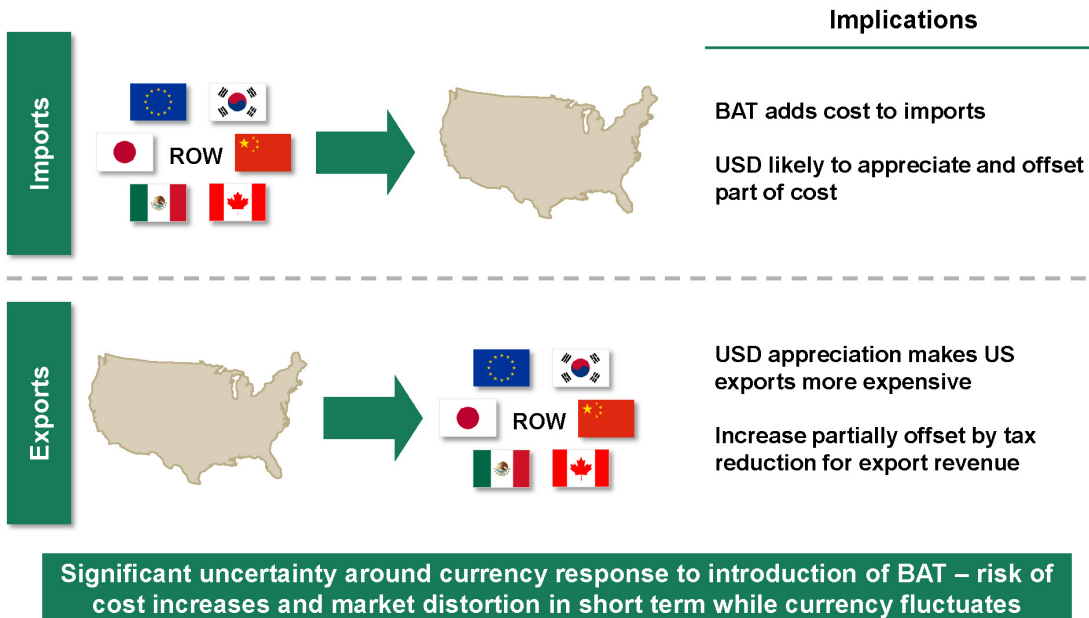 Implications
Imports
ROW
BAT adds cost to imports
USD likely to appreciate and offset
part of cost
Exports
ROW
USD appreciation makes US
exports more expensive
Increase partially offset by tax
reduction for export revenue
Significant uncertainty around currency response to introduction of BAT – risk of
cost increases and market distortion in short term while currency fluctuates